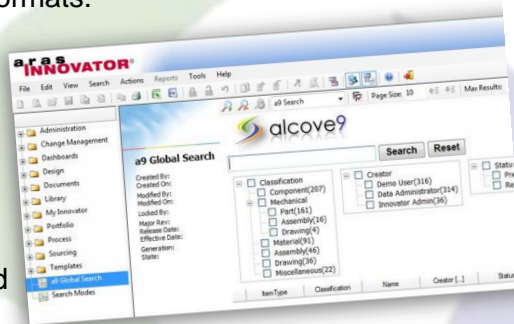 ormats.
aras
INNOVATOR®
File Edit View Search Actions Reports Tools Help
a9 Search
Page Size: 10
Max Results:
Administration
Change Management
Dashboards
Design
Documents
Library
My Innovator
Portfolio
Process
Sourcing
Templates
a9 Global Search
Search Modes
alcove9
a9 Global Search
Search Reset
Created By:
Created On:
Modified By:
Modified On:
Locked By:
Major Rev:
Release Date:
Effective Date:
Generation:
State:
Classification
Component(207)
Mechanical
Part(161)
Assembly(16)
Drawing(4)
Material(91)
Assembly(46)
Drawing(36)
Miscellaneous(22)
Creator
Demo User(316)
Data Administrator(314)
Innovator Admin(36)
Statu
Pre
Re
ItemType Classification Name Creator [...] Status
d